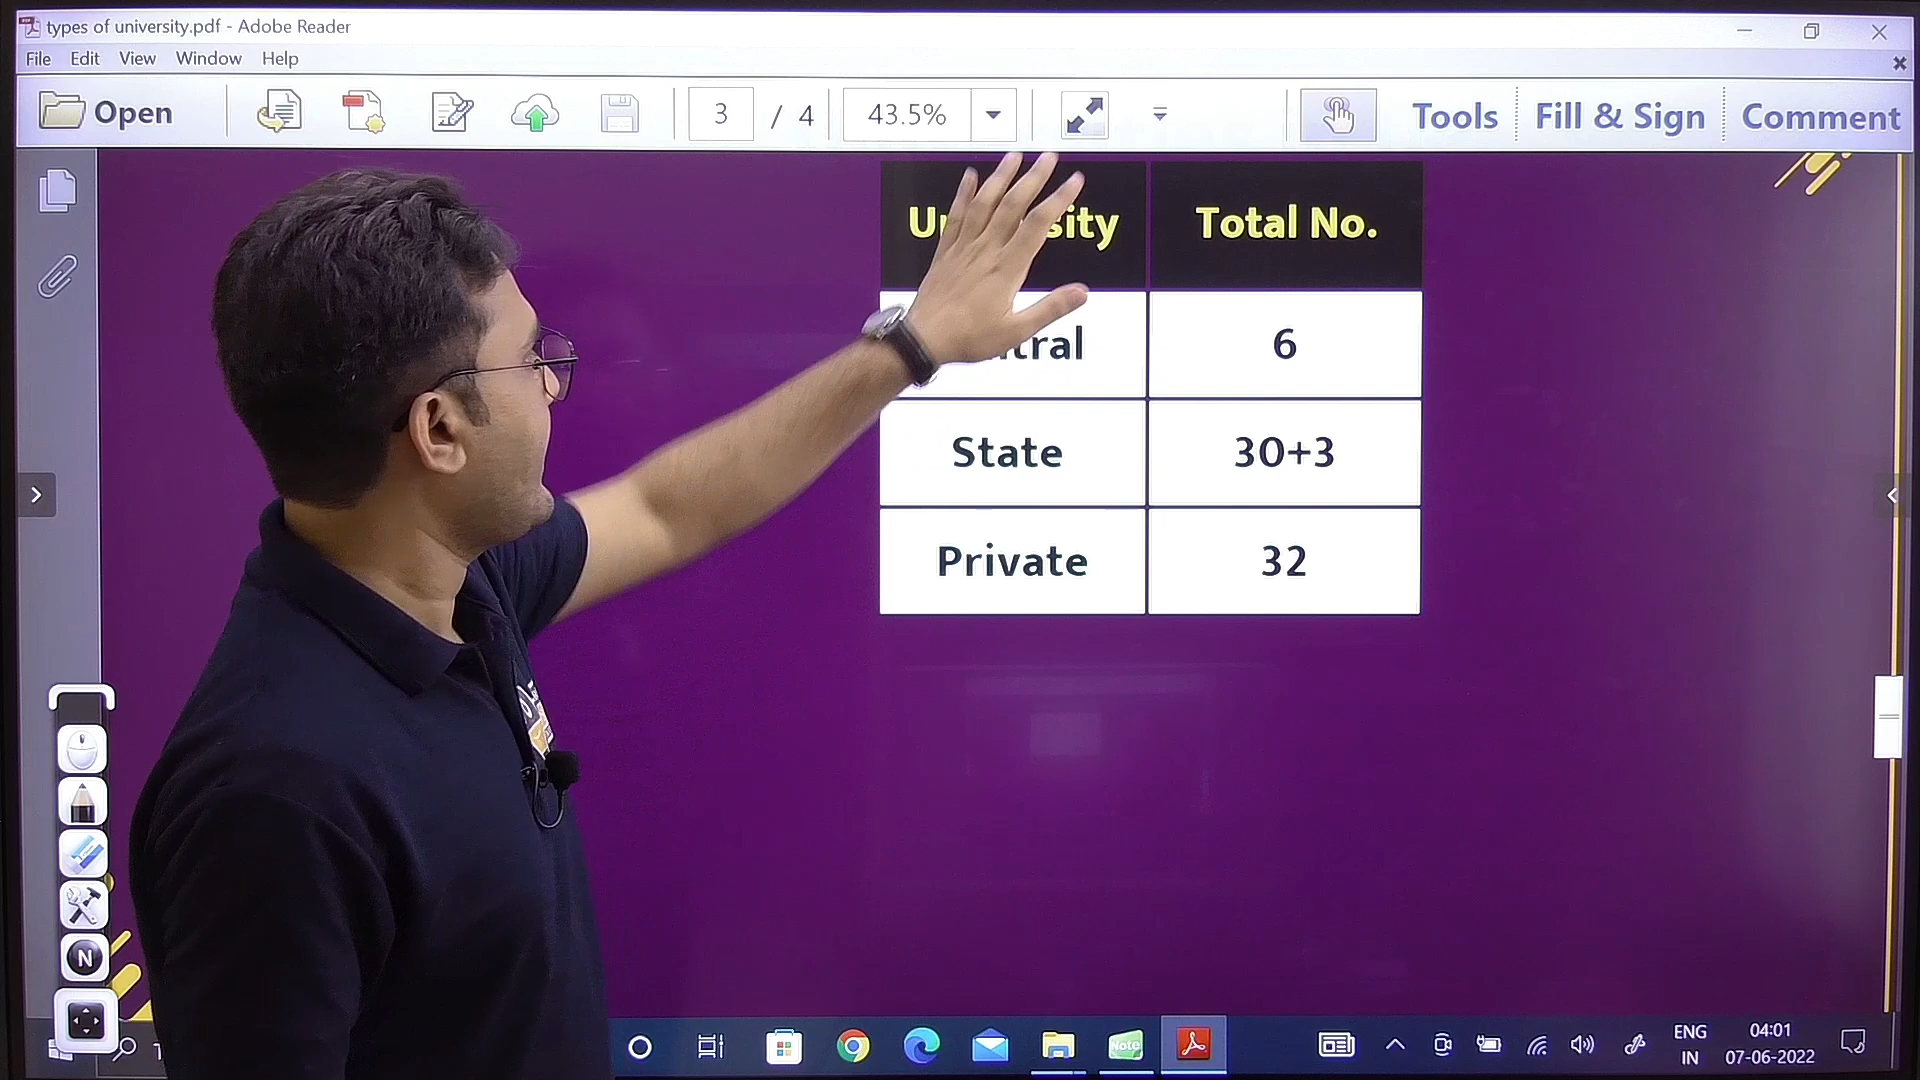 types of university.pdf - Adobe Reader
File Edit View Window Help
Open 3 / 4 43.5% Tools Fill & Sign Comment
Total No.
6
State 30+3
Private 32
N
Note
ENG 04:01
IN 07-06-2022